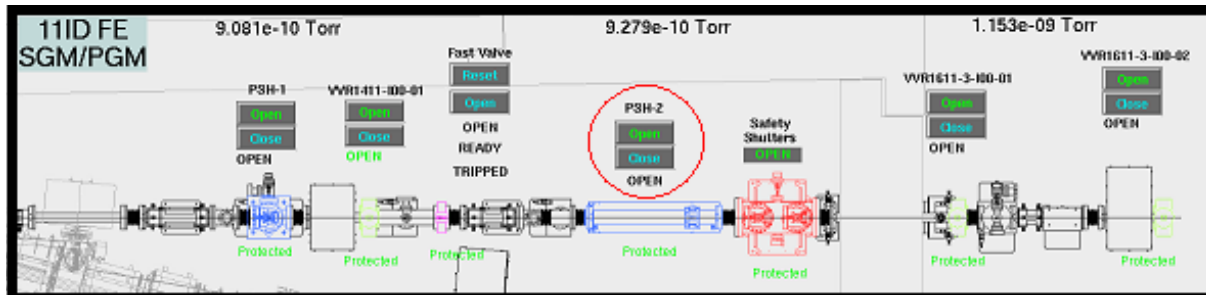 11ID FE
SGM/PGM
9.081e-10 Torr
9.279e-10 Torr
1.153e-09 Torr
Fast Valve
Reset
Open
OPEN
READY
TRIPPED
PSH-1
Open
Close
OPEN
VVR1411-I00-01
Open
Close
OPEN
PSH-2
Open
Close
OPEN
Safety
Shutters
OPEN
VVR1611-3-I00-01
Open
Close
OPEN
VVR1611-3-I00-02
Open
Close
OPEN
Protected
Protected
Protected
Protected
Protected
Protected
Protected